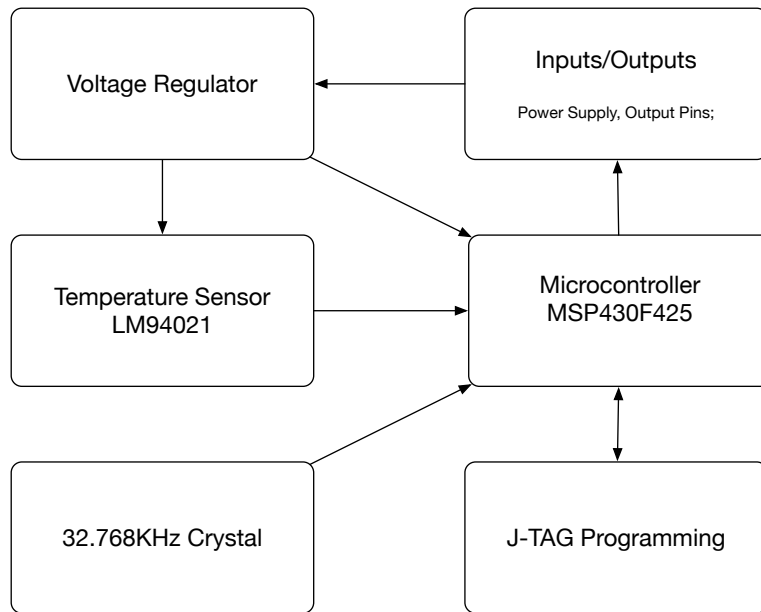 Voltage Regulator
Inputs/Outputs
Power Supply, Output Pins;
Temperature Sensor
LM94021
Microcontroller
MSP430F425
32.768KHz Crystal
J-TAG Programming